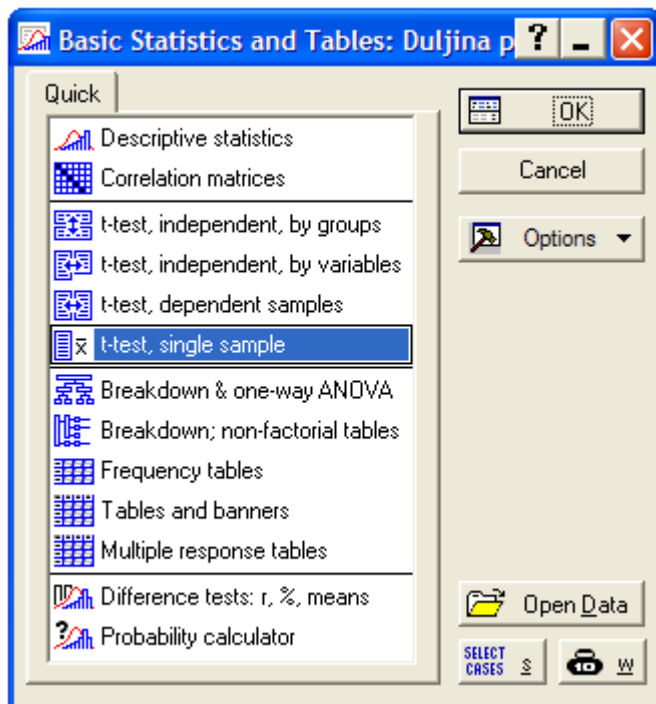 Basic Statistics and Tables: Duljina p
Quick
Descriptive statistics
Correlation matrices
t-test, independent, by groups
t-test, independent, by variables
t-test, dependent samples
x t-test, single sample
Breakdown & one-way ANOVA
Breakdown; non-factorial tables
Frequency tables
Tables and banners
Multiple response tables
Difference tests: r, %, means
? Probability calculator
OK
Cancel
Options
Open Data
SELECT CASES S
W